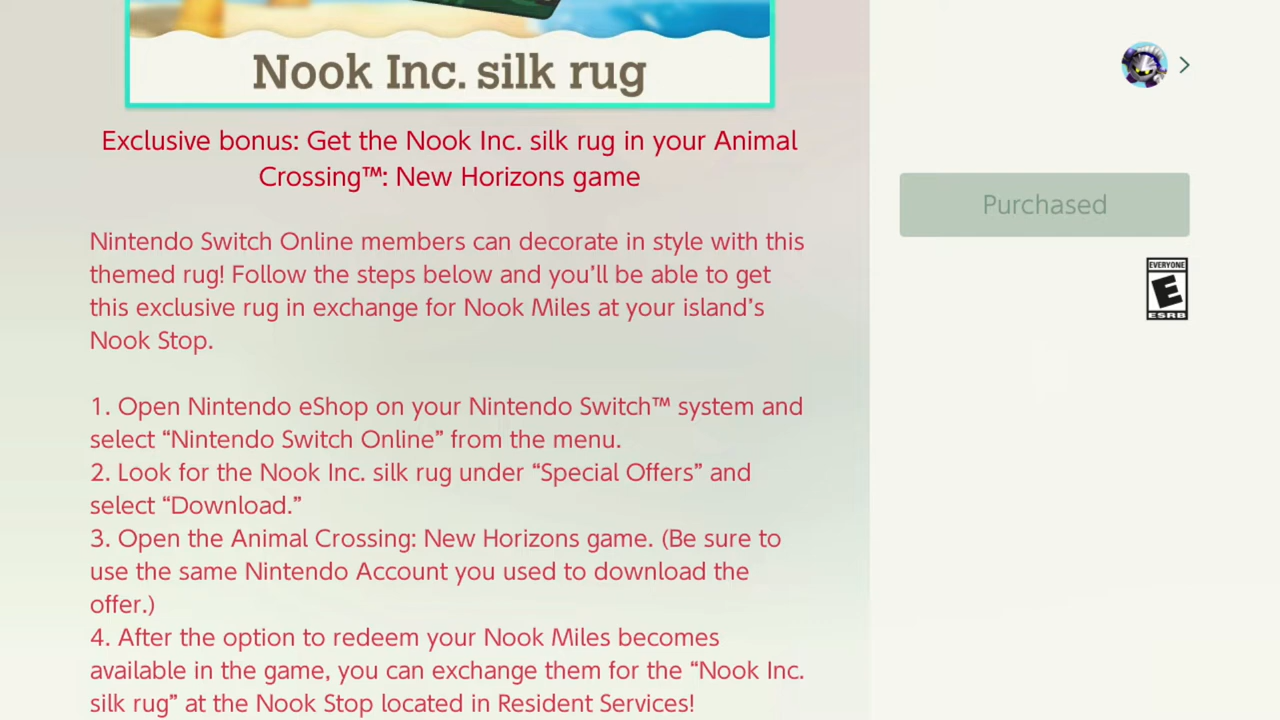 Nook Inc. silk rug
Exclusive bonus: Get the Nook Inc. silk rug in your Animal
Crossing™: New Horizons game
Nintendo Switch Online members can decorate in style with this
themed rug! Follow the steps below and you’ll be able to get
this exclusive rug in exchange for Nook Miles at your island’s
Nook Stop.
1. Open Nintendo eShop on your Nintendo Switch™ system and
select “Nintendo Switch Online” from the menu.
2. Look for the Nook Inc. silk rug under “Special Offers” and
select “Download.”
3. Open the Animal Crossing: New Horizons game. (Be sure to
use the same Nintendo Account you used to download the
offer.)
4. After the option to redeem your Nook Miles becomes
available in the game, you can exchange them for the “Nook Inc.
silk rug” at the Nook Stop located in Resident Services!
Purchased
EVERYONE
E
ESRB